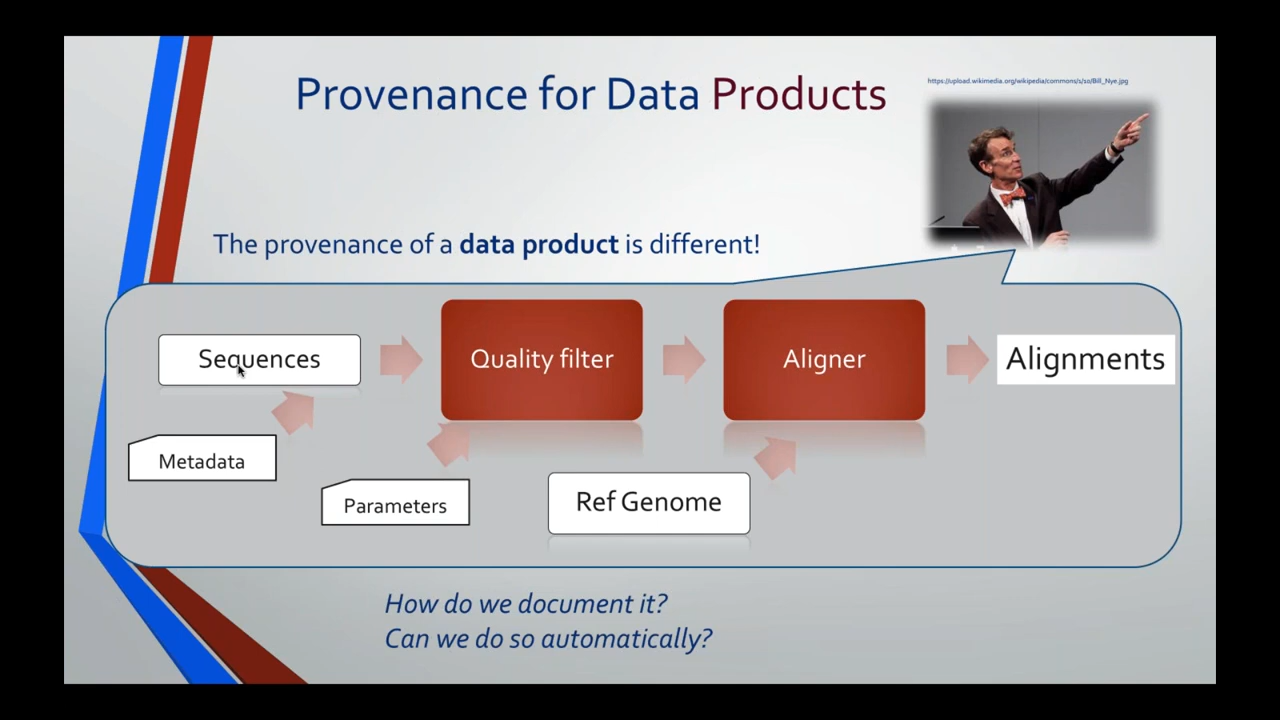 Provenance for Data Products
https://upload.wikimedia.org/wikipedia/commons/1/10/Bill_Nye.jpg
The provenance of a data product is different!
Sequences
Quality filter
Aligner
Alignments
Metadata
Parameters
Ref Genome
How do we document it?
Can we do so automatically?